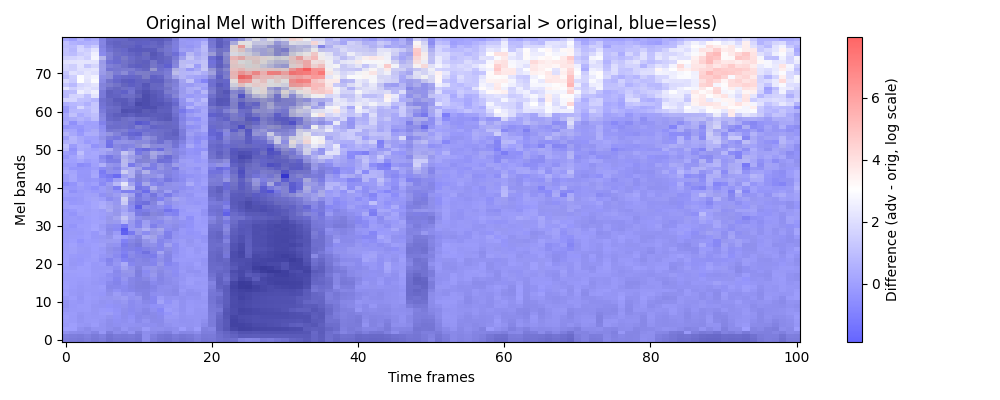 Original Mel with Differences (red=adversarial > original, blue=less)
Mel bands
70
60
50
40
30
20
10
0
0 20 40 60 80 100
Time frames
6
4
2
0
Difference (adv - orig, log scale)